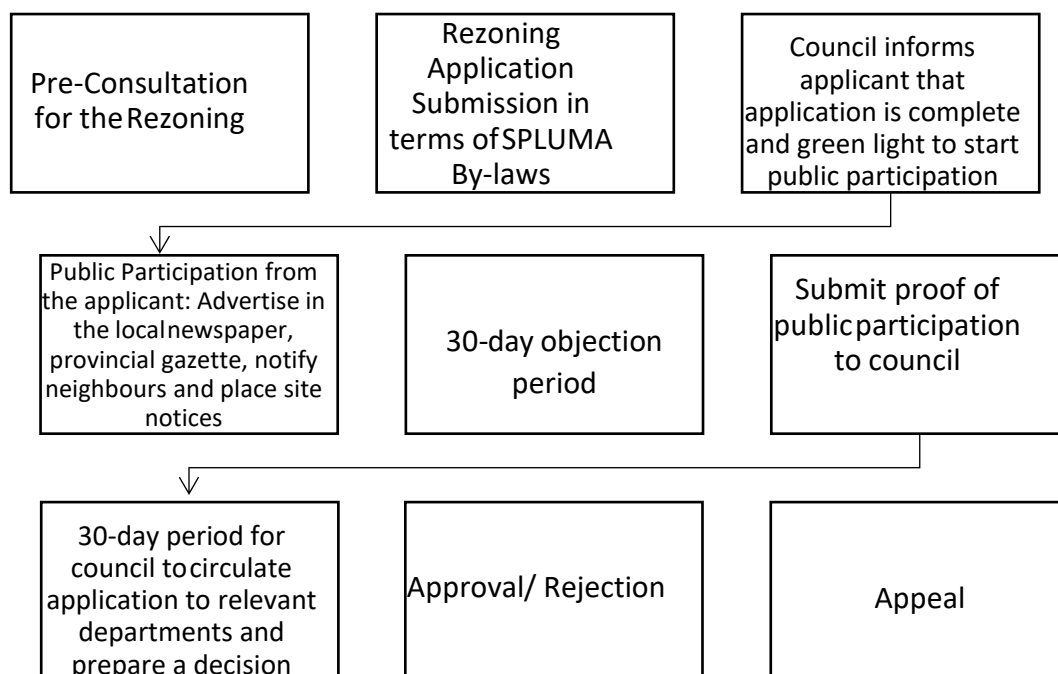 Pre-Consultation
for the Rezoning
Rezoning
Application
Submission in
terms of SPLUMA
By-laws
Council informs
applicant that
application is complete
and green light to start
public participation
Public Participation from
the applicant: Advertise in
the local newspaper,
provincial gazette, notify
neighbours and place site
notices
30-day objection
period
Submit proof of
public participation
to council
30-day period for
council to circulate
application to relevant
departments and
prepare a decision
Approval/ Rejection
Appeal